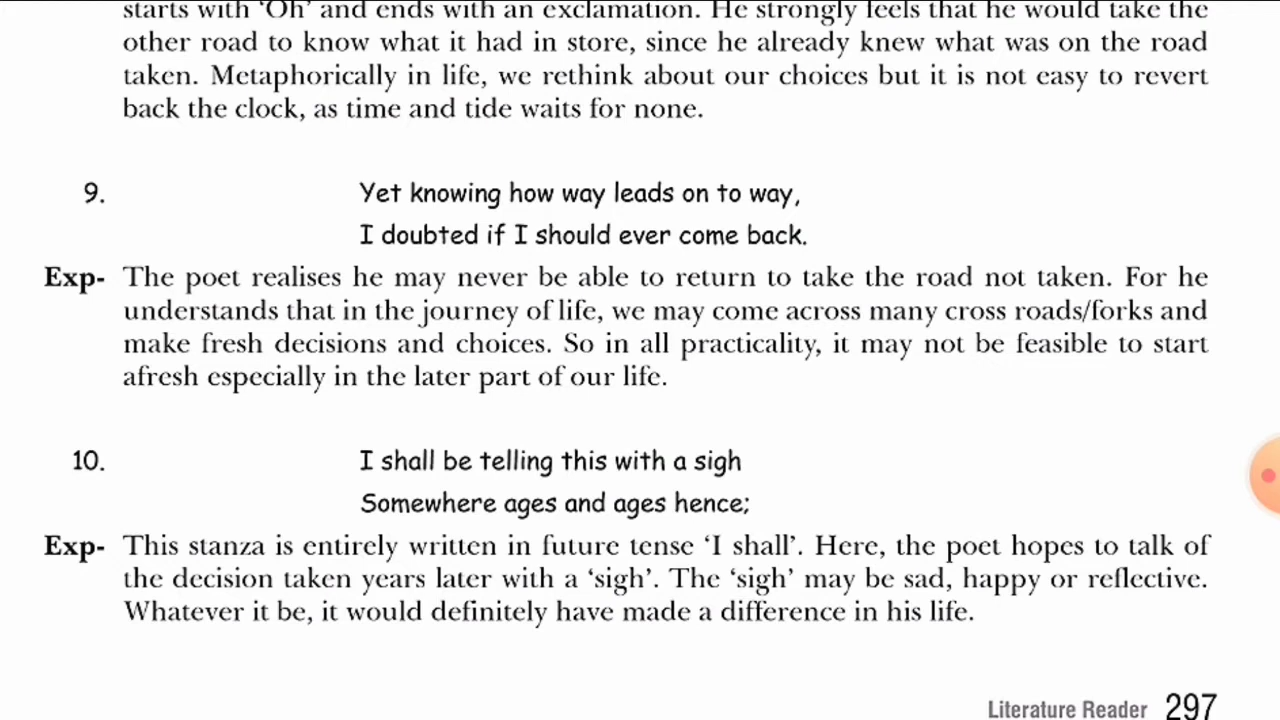 starts with ‘Oh’ and ends with an exclamation. He strongly feels that he would take the
other road to know what it had in store, since he already knew what was on the road
taken. Metaphorically in life, we rethink about our choices but it is not easy to revert
back the clock, as time and tide waits for none.
9. Yet knowing how way leads on to way,
I doubted if I should ever come back.
Exp- The poet realises he may never be able to return to take the road not taken. For he
understands that in the journey of life, we may come across many cross roads/forks and
make fresh decisions and choices. So in all practicality, it may not be feasible to start
afresh especially in the later part of our life.
10. I shall be telling this with a sigh
Somewhere ages and ages hence;
Exp- This stanza is entirely written in future tense ‘I shall’. Here, the poet hopes to talk of
the decision taken years later with a ‘sigh’. The ‘sigh’ may be sad, happy or reflective.
Whatever it be, it would definitely have made a difference in his life.
Literature Reader 297